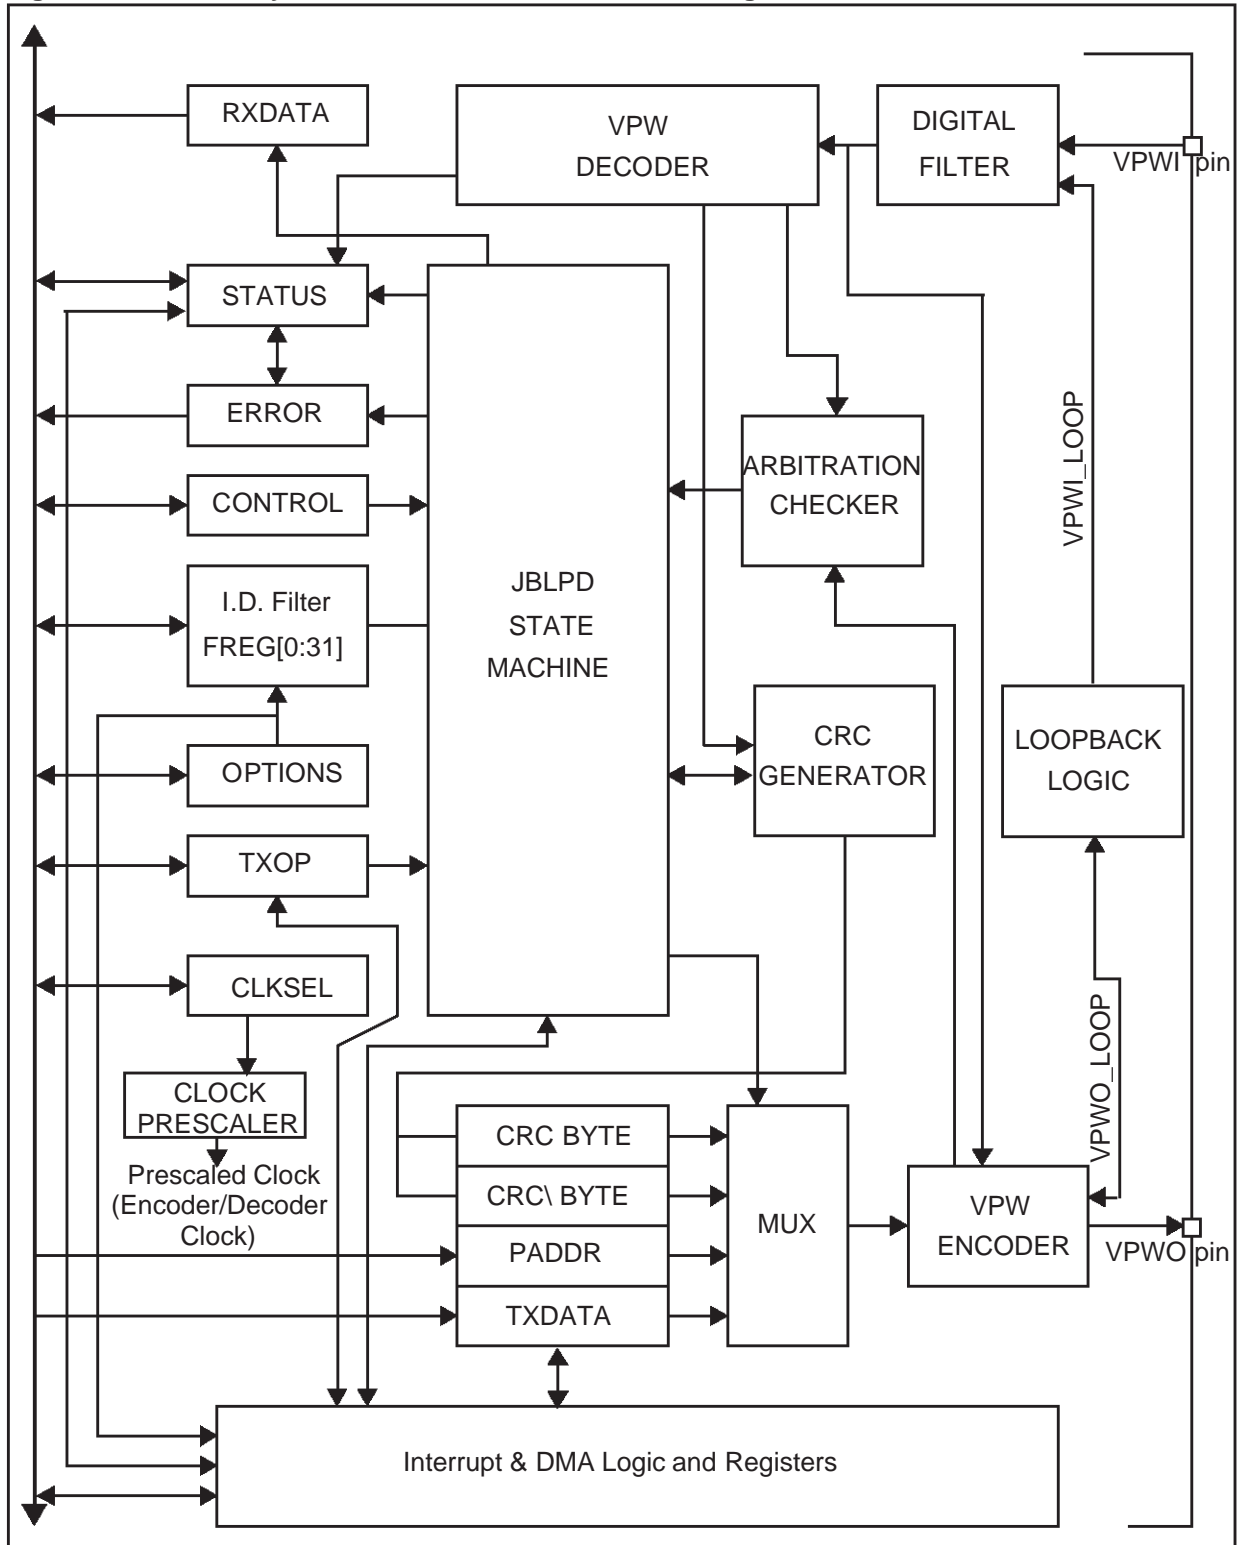 RXDATA
VPW
DECODER
DIGITAL
FILTER
VPWI pin
STATUS
ERROR
CONTROL
I.D. Filter
FREG[0:31]
OPTIONS
TXOP
CLKSEL
CLOCK
PRESCALER
Prescaled Clock
(Encoder/Decoder
Clock)
JBLPD
STATE
MACHINE
ARBITRATION
CHECKER
CRC
GENERATOR
VPWI_LOOP
LOOPBACK
LOGIC
VPWO_LOOP
CRC BYTE
CRC\ BYTE
PADDR
TXDATA
MUX
VPW
ENCODER
VPWO pin
Interrupt & DMA Logic and Registers